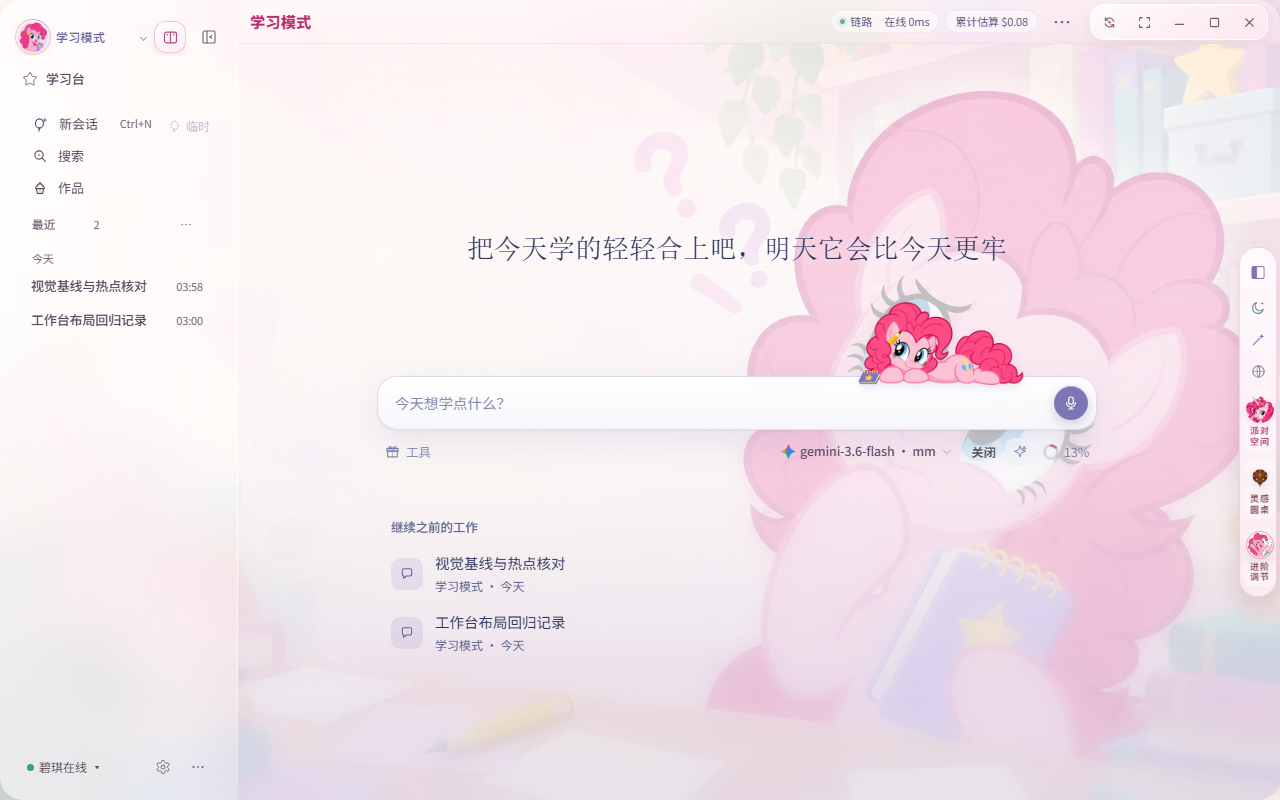 学习模式
学习台
新会话 Ctrl+N 临时
搜索
作品
最近 2
今天
视觉基线与热点核对 03:58
工作台布局回归记录 03:00
碧琪在线
学习模式
链路 在线 0ms
累计估算 $0.08
把今天学的轻轻合上吧，明天它会比今天更牢
今天想学点什么？
工具
gemini-3.6-flash · mm
关闭
13%
继续之前的工作
视觉基线与热点核对
学习模式 · 今天
工作台布局回归记录
学习模式 · 今天
派对
空间
灵感
圆桌
进阶
调节